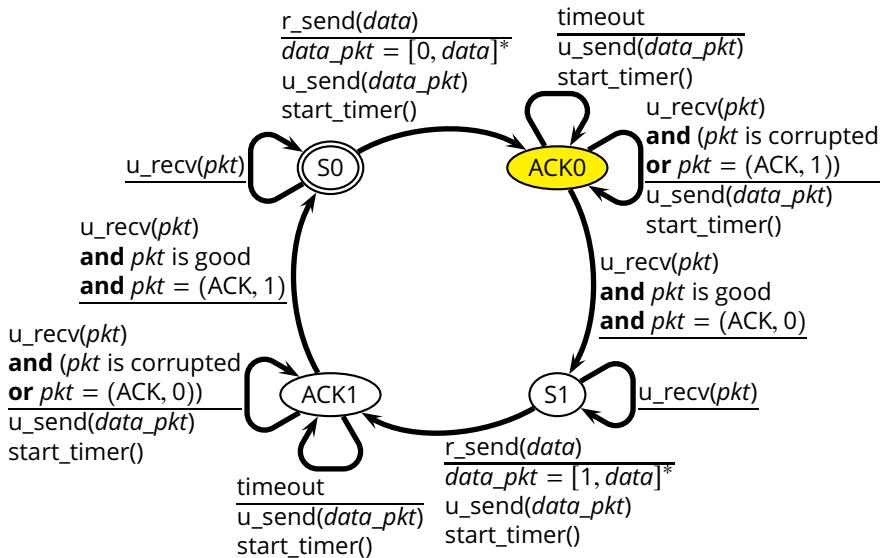 r_send(data)
data_pkt = [0, data]*
u_send(data_pkt)
start_timer()
timeout
u_send(data_pkt)
start_timer()
u_recv(pkt)
S0
ACK0
u_recv(pkt)
and (pkt is corrupted
or pkt = (ACK, 1))
u_send(data_pkt)
start_timer()
u_recv(pkt)
and pkt is good
and pkt = (ACK, 1)
u_recv(pkt)
and pkt is good
and pkt = (ACK, 0)
u_recv(pkt)
and (pkt is corrupted
or pkt = (ACK, 0))
u_send(data_pkt)
start_timer()
ACK1
S1
u_recv(pkt)
timeout
u_send(data_pkt)
start_timer()
r_send(data)
data_pkt = [1, data]*
u_send(data_pkt)
start_timer()